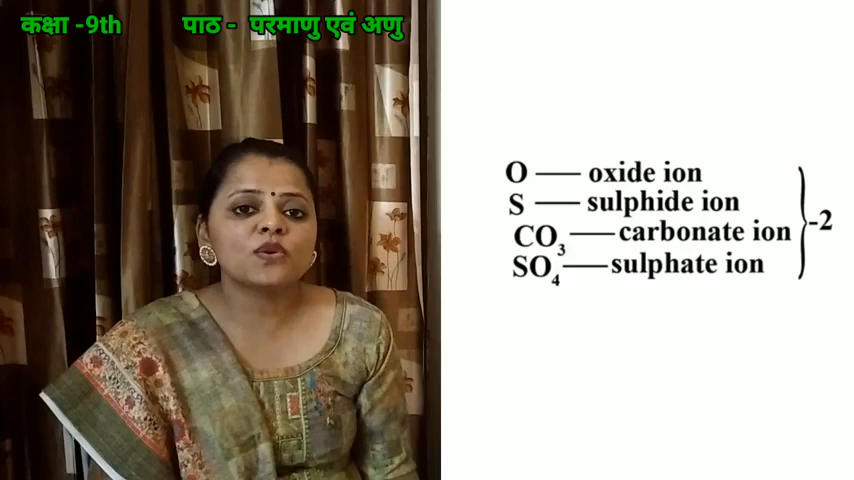 कक्षा -9th पाठ - परमाणु एवं अणु
O — oxide ion
S — sulphide ion
CO₃ — carbonate ion
SO₄ — sulphate ion
-2